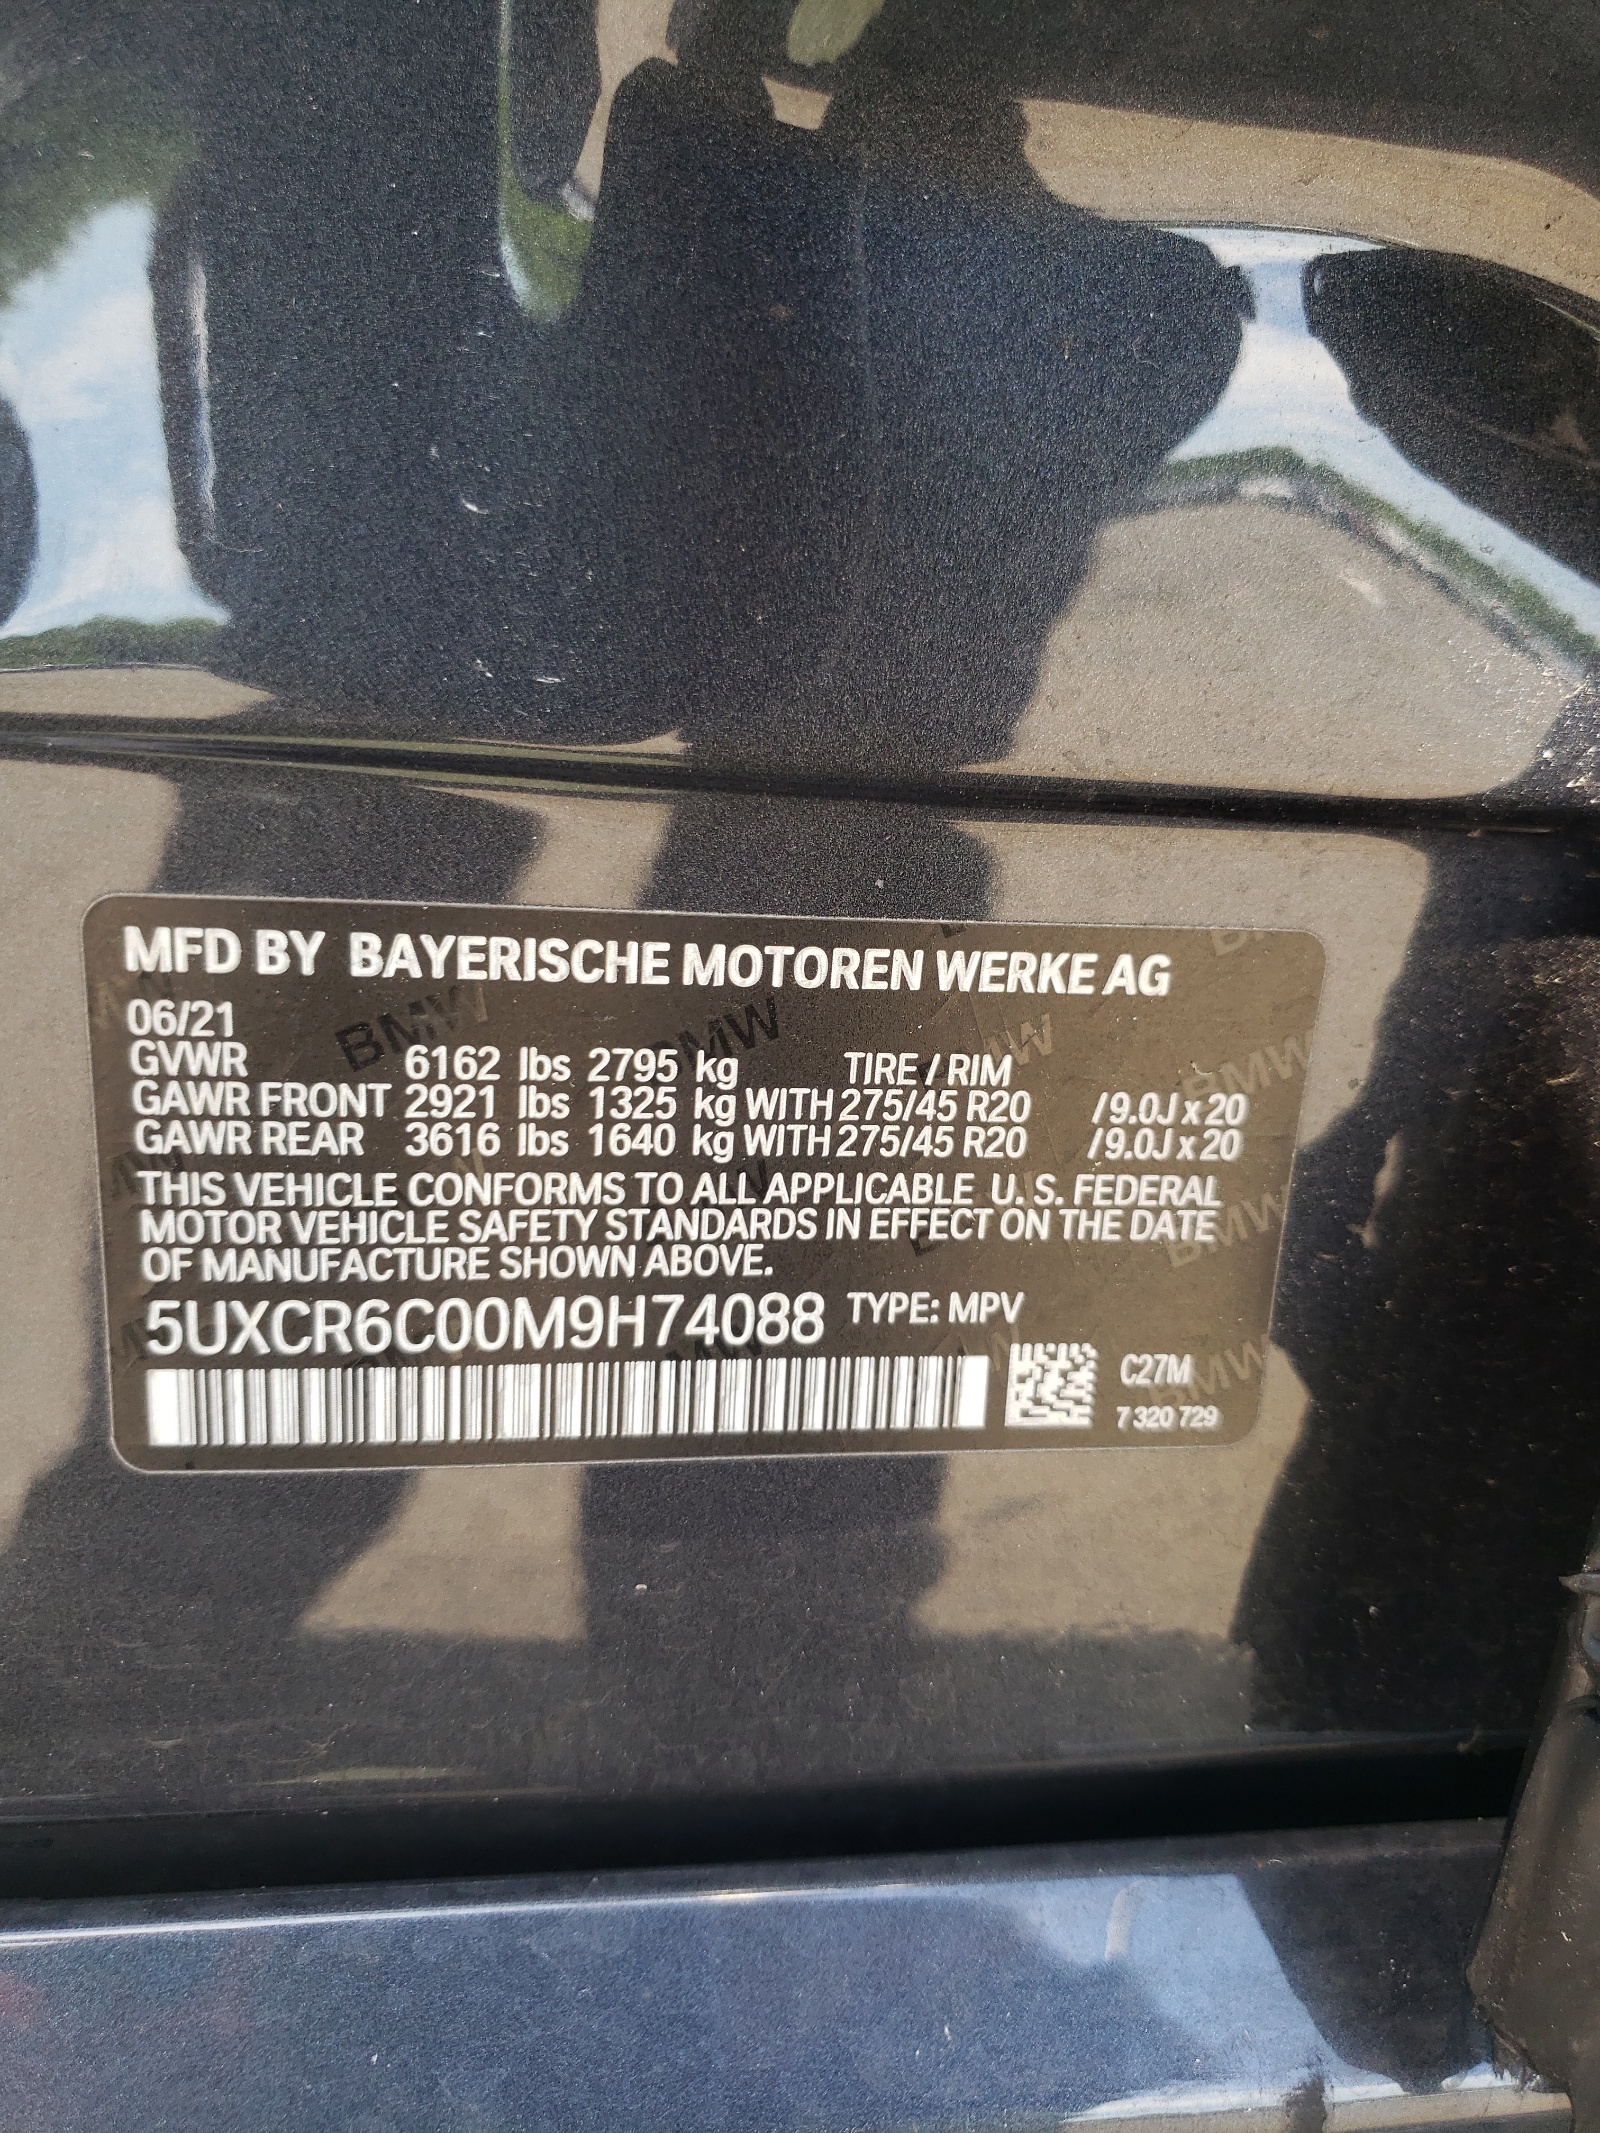 MFD BY BAYERISCHE MOTOREN WERKE AG
06/21
GVWR 6162 lbs 2795 kg TIRE / RIM
GAWR FRONT 2921 lbs 1325 kg WITH 275/45 R20 /9.0J x 20
GAWR REAR 3616 lbs 1640 kg WITH 275/45 R20 /9.0J x 20
THIS VEHICLE CONFORMS TO ALL APPLICABLE U. S. FEDERAL
MOTOR VEHICLE SAFETY STANDARDS IN EFFECT ON THE DATE
OF MANUFACTURE SHOWN ABOVE.
5UXCR6C00M9H74088 TYPE: MPV
C27M
7 320 729